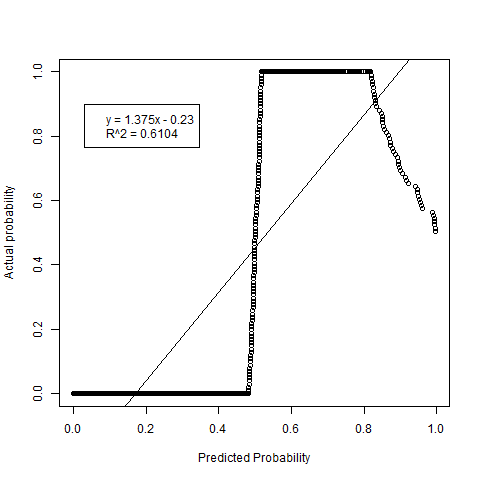 y = 1.375x - 0.23
R^2 = 0.6104
Actual probability
1.0
0.8
0.6
0.4
0.2
0.0
0.0 0.2 0.4 0.6 0.8 1.0
Predicted Probability